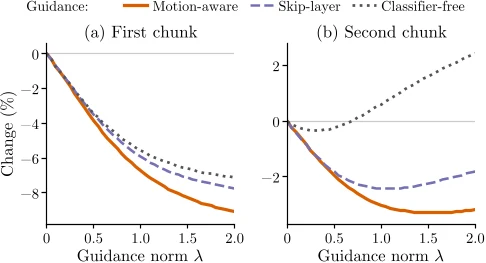 Guidance: Motion-aware Skip-layer Classifier-free
(a) First chunk
(b) Second chunk
Change (%)
0
−2
−4
−6
−8
0 0.5 1.0 1.5 2.0
Guidance norm λ
2
0
−2
0 0.5 1.0 1.5 2.0
Guidance norm λ